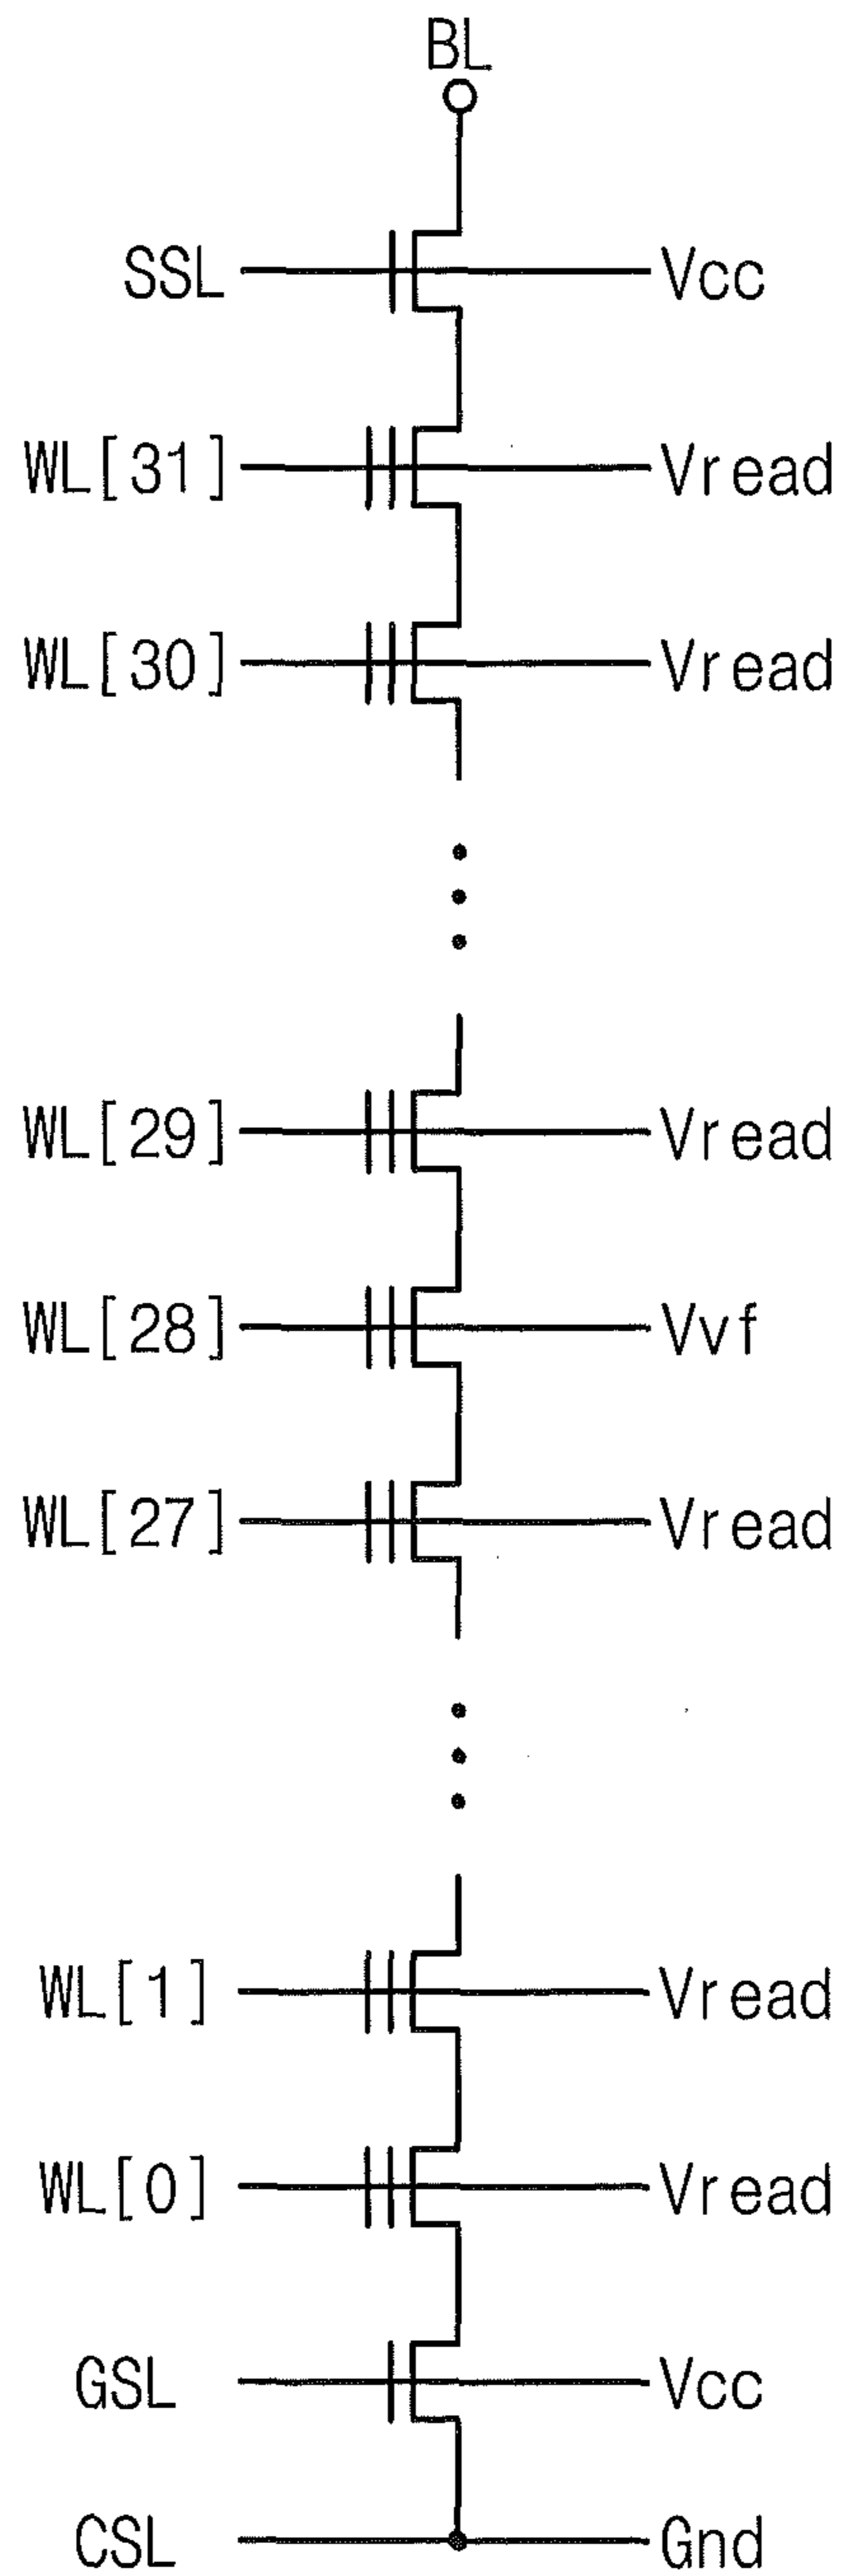 BL
SSL Vcc
WL[31] Vread
WL[30] Vread
WL[29] Vread
WL[28] Vvf
WL[27] Vread
WL[1] Vread
WL[0] Vread
GSL Vcc
CSL Gnd